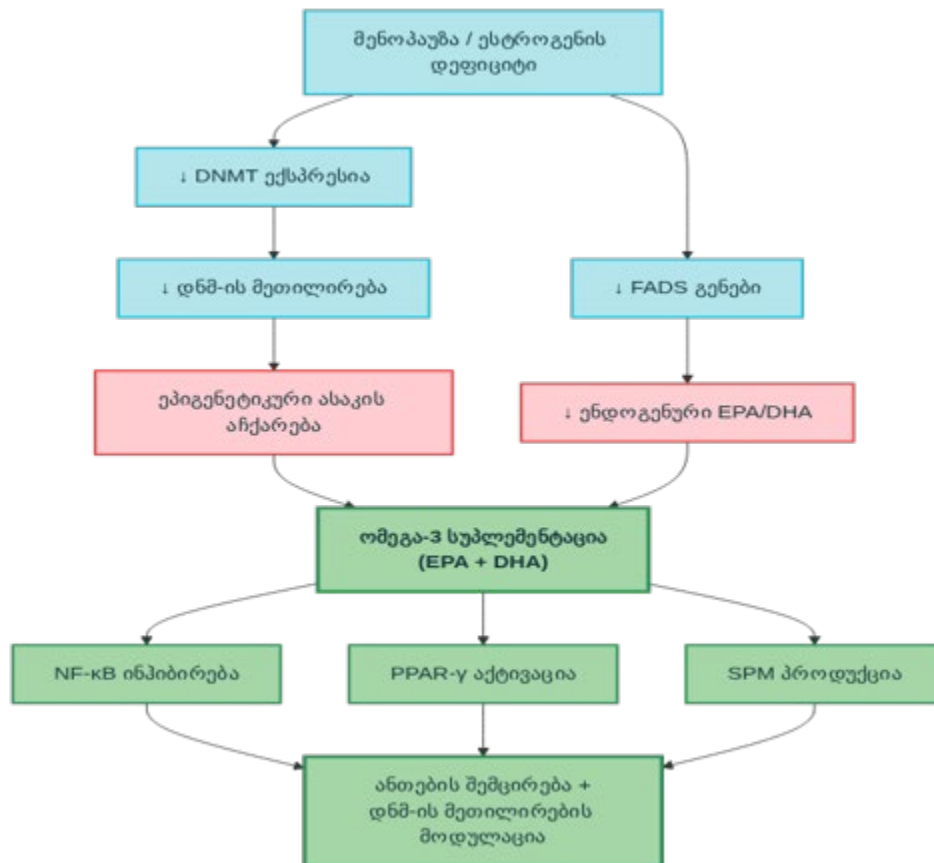 მენოპაუზა / ესტროგენის
დეფიციტი
↓ DNMT ექსპრესია
↓ დნმ-ის მეთილირება
↓ FADS გენები
ეპიგენეტიკური ასაკის
აჩქარება
↓ ენდოგენური EPA/DHA
ომეგა-3 სუპლემენტაცია
(EPA + DHA)
NF-κB ინჰიბირება
PPAR-γ აქტივაცია
SPM პროდუქცია
ანთების შემცირება +
დნმ-ის მეთილირების
მოდულაცია